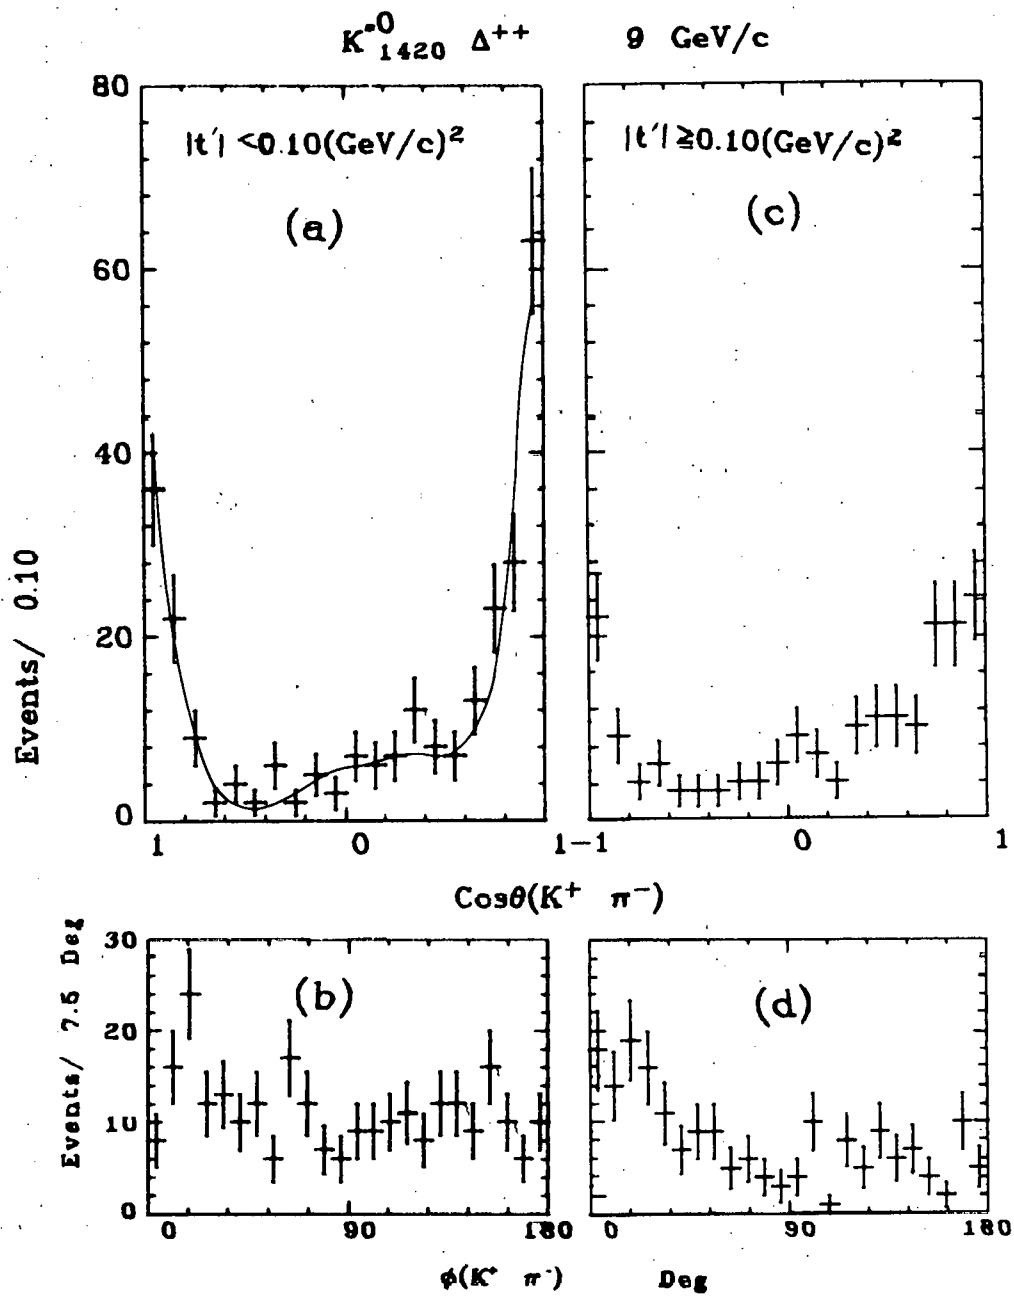 K*0 1420 Δ++ 9 GeV/c
|t′| <0.10(GeV/c)2
|t′| ≧0.10(GeV/c)2
(a)
(c)
80
60
40
20
0
Events/ 0.10
1 0 1
-1 0 1
Cosθ(K+ π−)
(b)
(d)
30
20
10
0
Events/ 7.5 Deg
0 90 180
0 90 180
φ(K+ π-) Deg